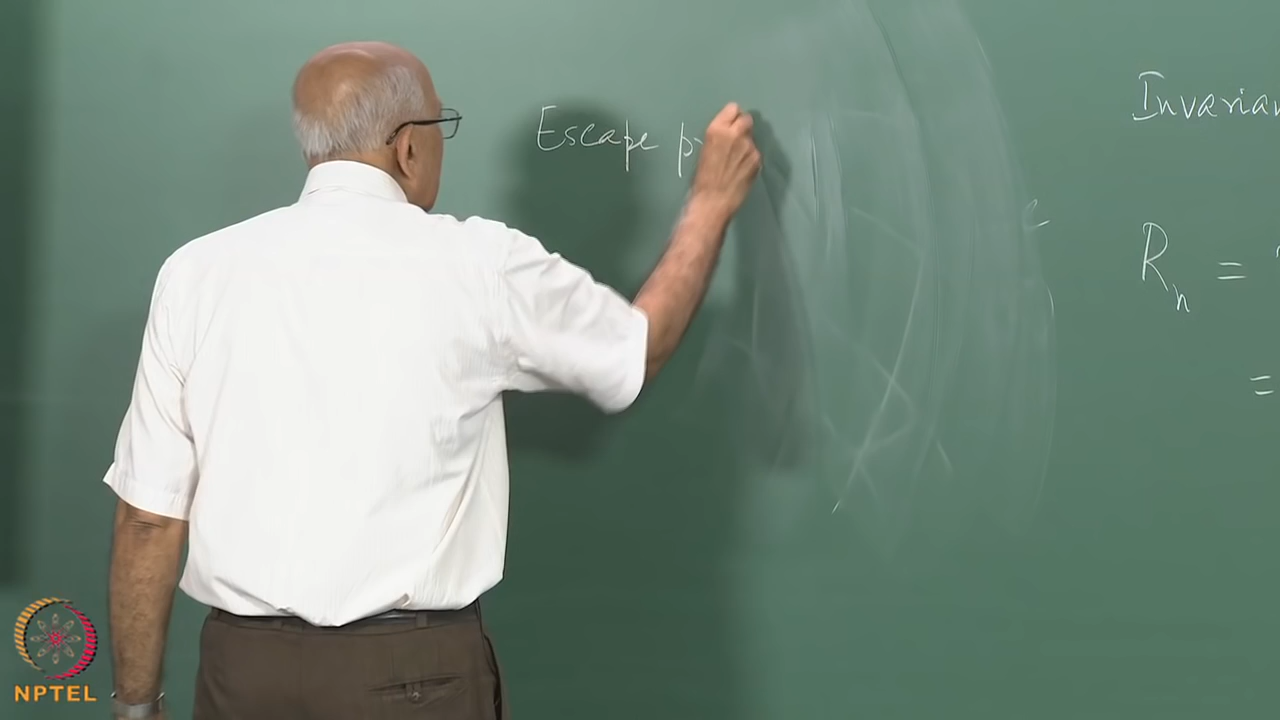 Escape p
Invarian
R_n =
=
NPTEL